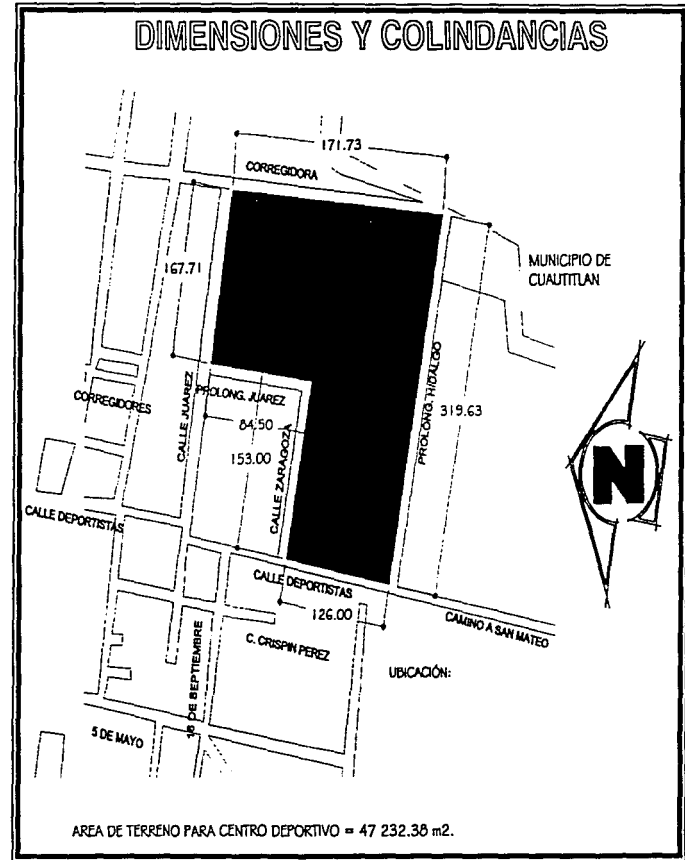 DIMENSIONES Y COLINDANCIAS
171.73
CORREGIDORA
167.71
MUNICIPIO DE
CUAUTITLAN
PROLONG. HIDALGO
319.63
CALLE JUAREZ
PROLONG. JUAREZ
CORREGIDORES
84.50
153.00
CALLE ZARAGOZA
N
CALLE DEPORTISTAS
CALLE DEPORTISTAS
126.00
CAMINO A SAN MATEO
C. CRISPIN PEREZ
16 DE SEPTIEMBRE
UBICACIÓN:
5 DE MAYO
AREA DE TERRENO PARA CENTRO DEPORTIVO = 47 232.38 m2.